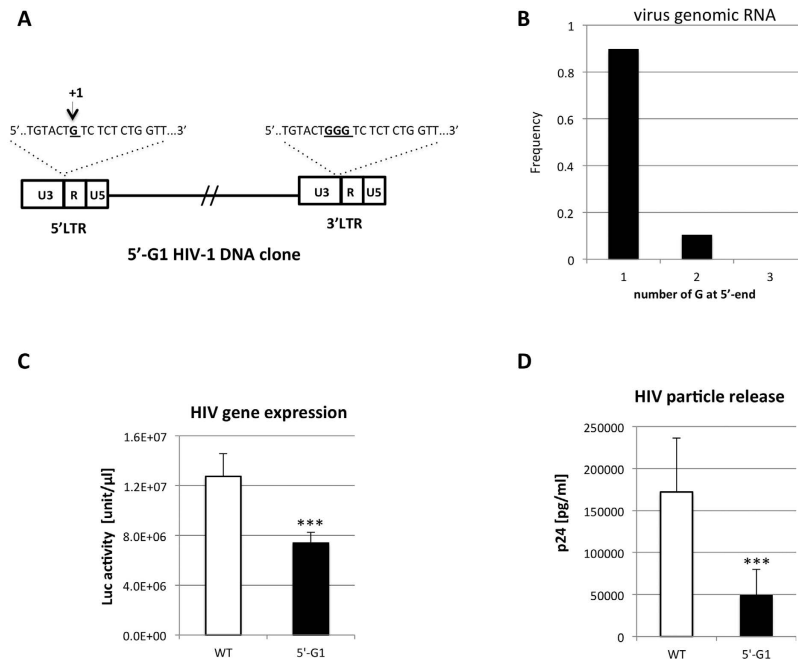 A
+1
5’..TGTACTG TC TCT CTG GTT...3’
5’..TGTACTGGG TC TCT CTG GTT...3’
U3 R U5
U3 R U5
5’LTR
3’LTR
5’-G1 HIV-1 DNA clone
B
virus genomic RNA
Frequency
1
0.8
0.6
0.4
0.2
0
1 2 3
number of G at 5’-end
C
HIV gene expression
Luc activity [unit/µl]
1.6E+07
1.2E+07
8.0E+06
4.0E+06
0.0E+00
***
WT 5'-G1
D
HIV particle release
p24 [pg/ml]
250000
200000
150000
100000
50000
0
***
WT 5'-G1